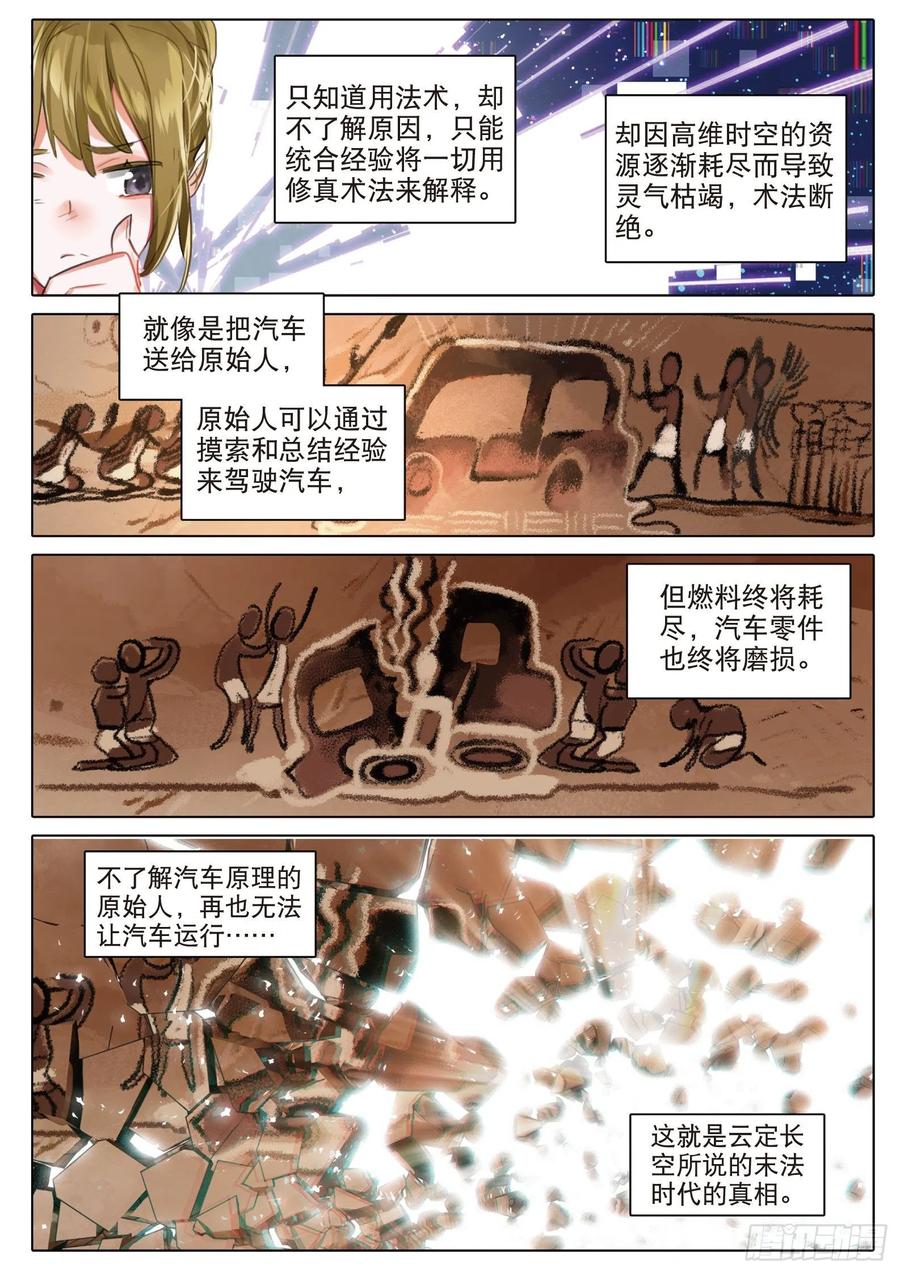 只知道用法术，却
不了解原因，只能
统合经验将一切用
修真术法来解释。
却因高维时空的资
源逐渐耗尽而导致
灵气枯竭，术法断
绝。
就像是把汽车
送给原始人，
原始人可以通过
摸索和总结经验
来驾驶汽车，
但燃料终将耗
尽，汽车零件
也终将磨损。
不了解汽车原理的
原始人，再也无法
让汽车运行……
这就是云定长
空所说的末法
时代的真相。
腾讯动漫